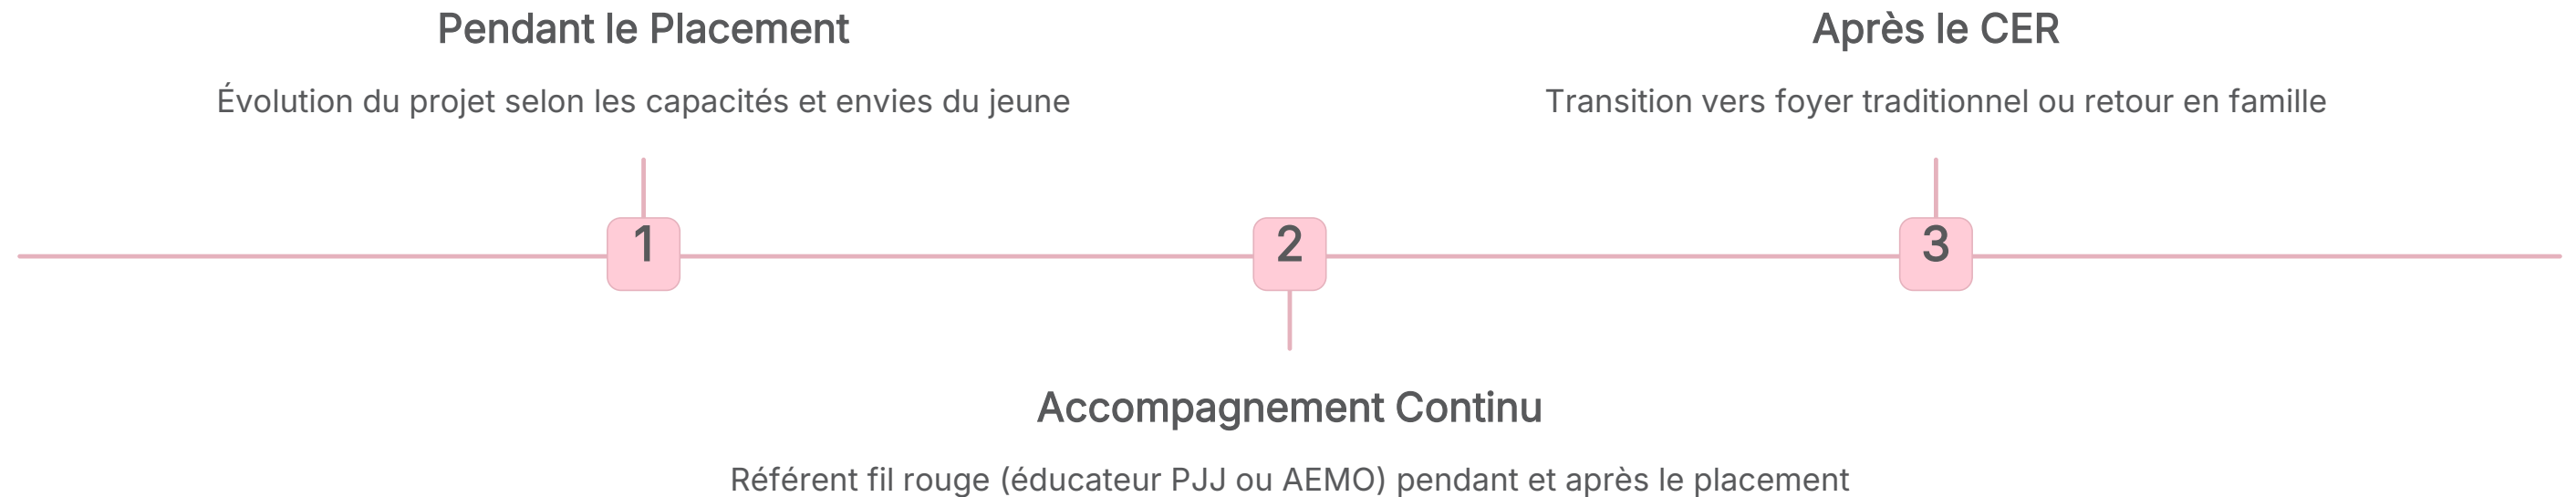 Pendant le Placement
Évolution du projet selon les capacités et envies du jeune
1
2
Accompagnement Continu
Référent fil rouge (éducateur PJJ ou AEMO) pendant et après le placement
Après le CER
Transition vers foyer traditionnel ou retour en famille
3